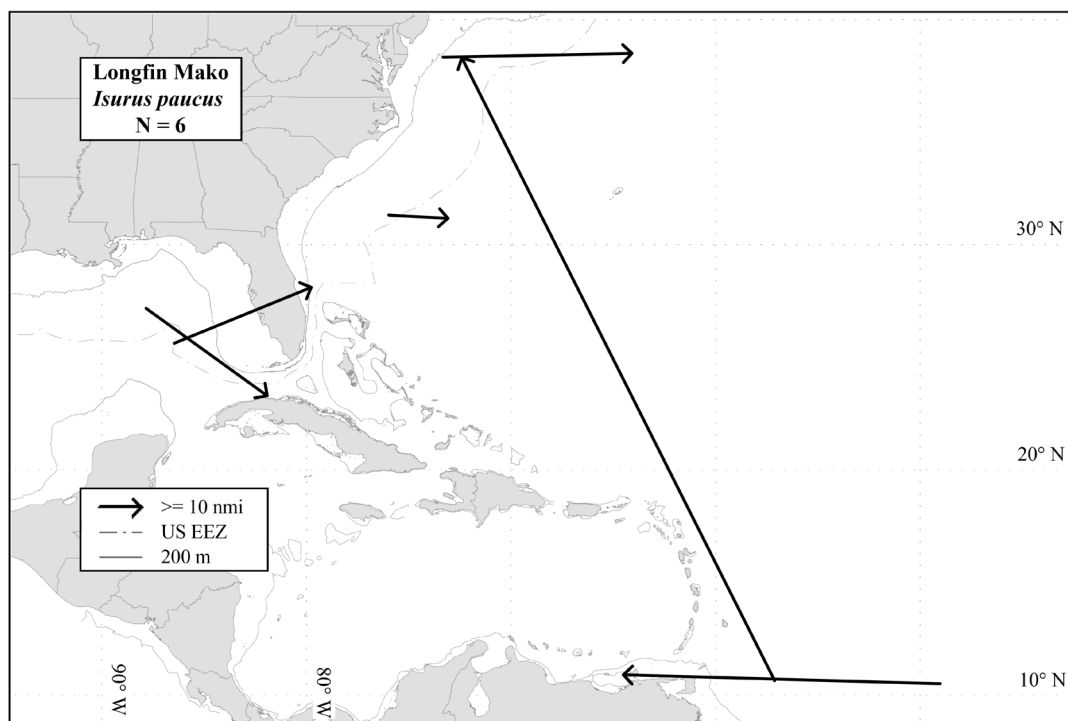 Longfin Mako
Isurus paucus
N = 6
30° N
20° N
>= 10 nmi
US EEZ
200 m
90° W
80° W
10° N